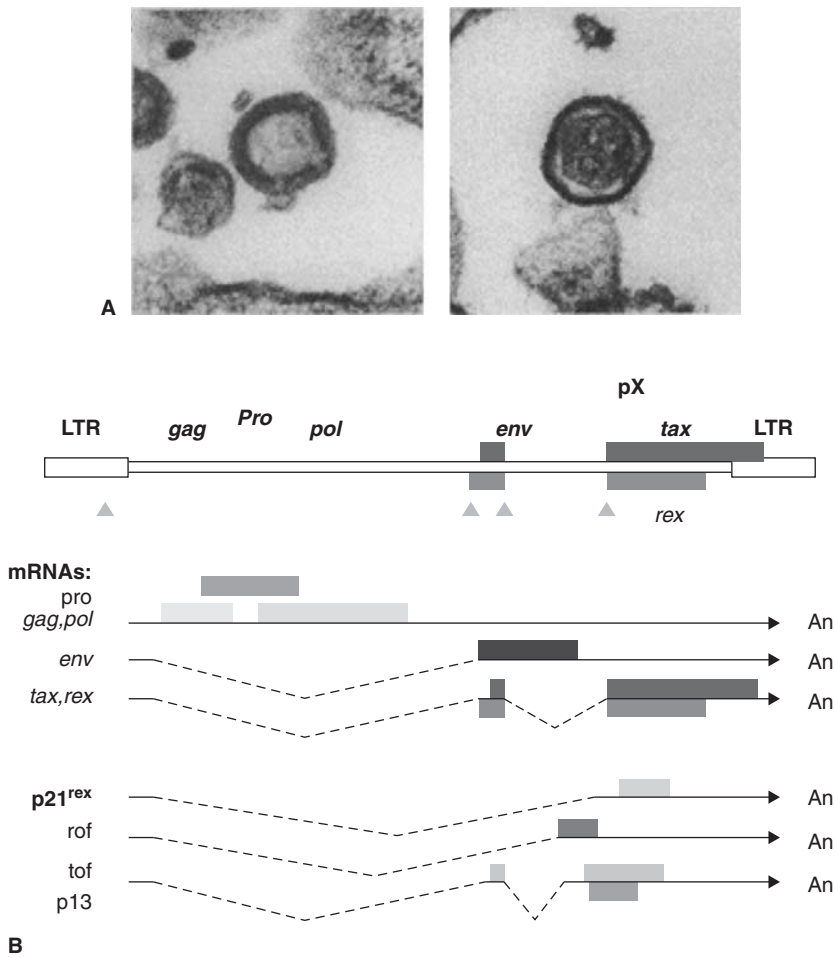 A
pX
LTR gag Pro pol env tax LTR
rex
mRNAs:
pro
gag,pol An
env An
tax,rex An
p21rex An
rof An
tof An
p13
B